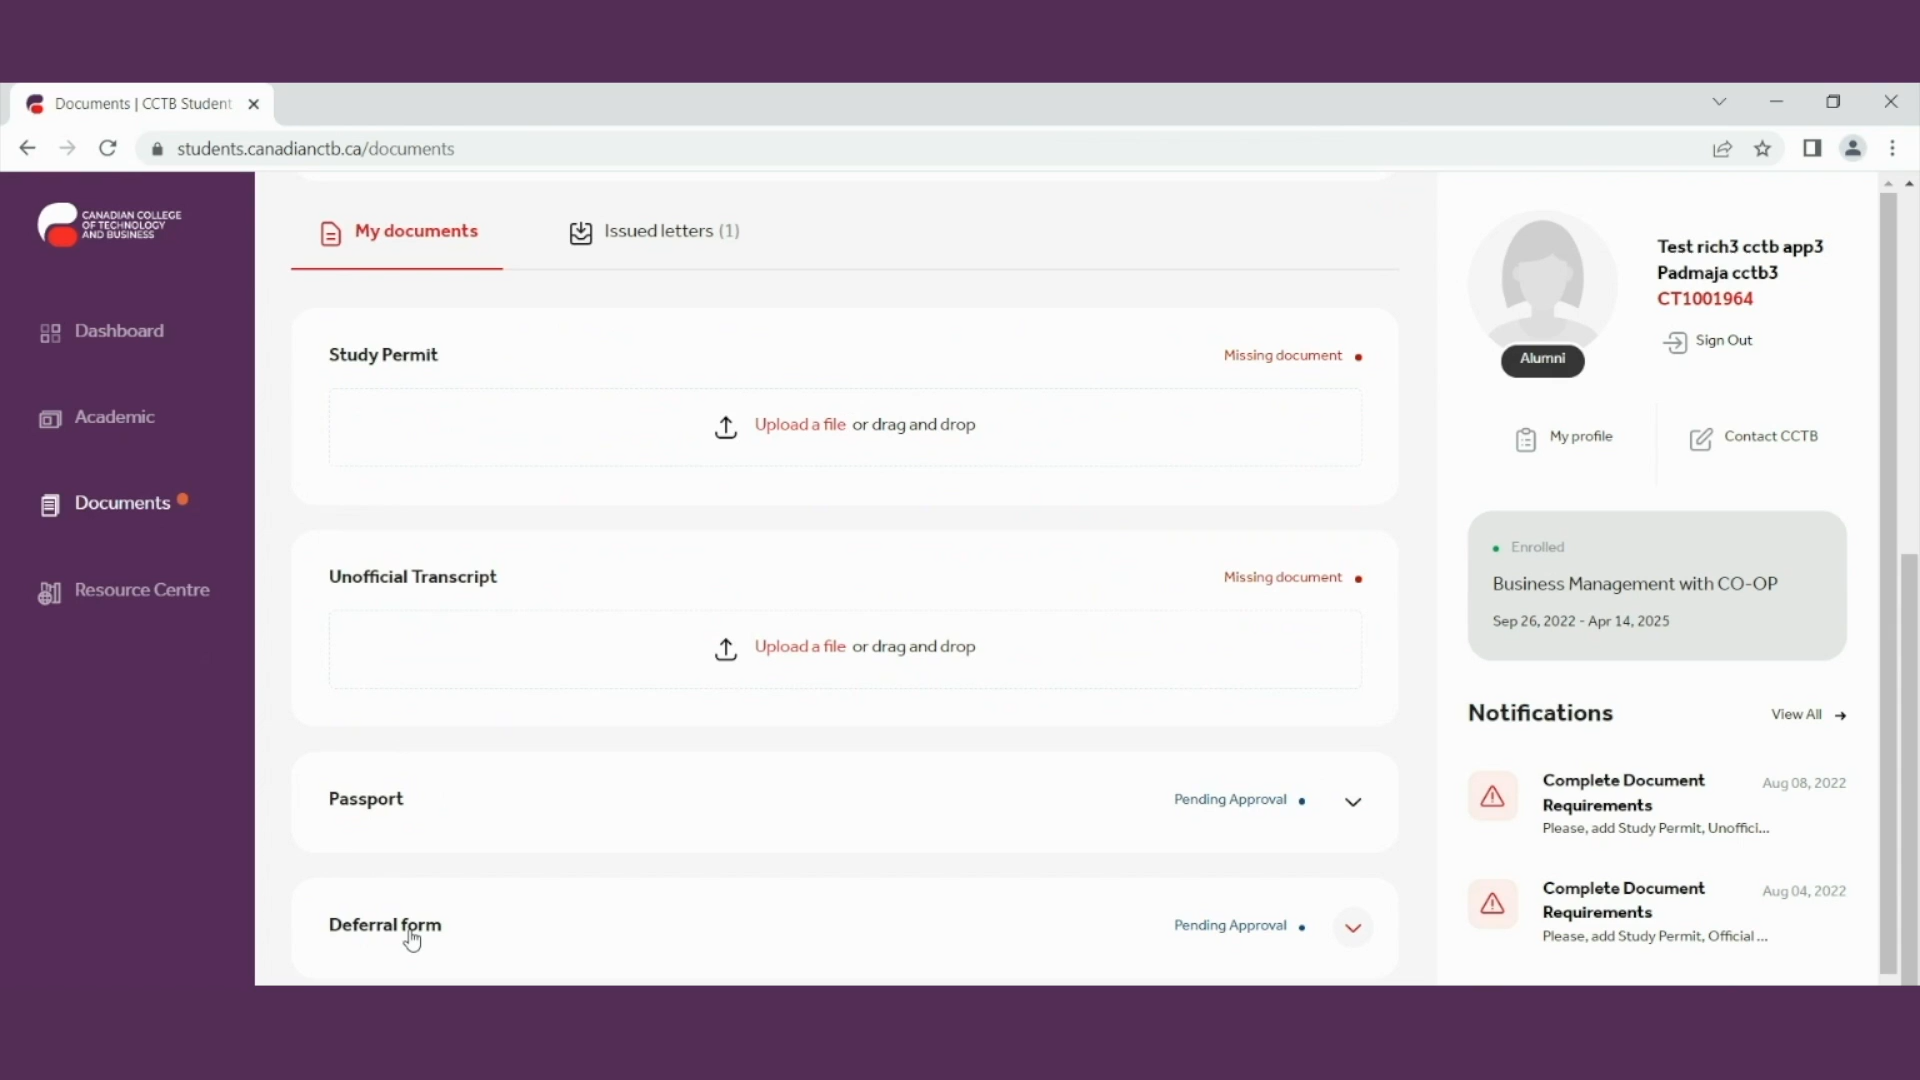 Documents | CCTB Student
students.canadianctb.ca/documents
CANADIAN COLLEGE
OF TECHNOLOGY
AND BUSINESS
Dashboard
Academic
Documents
Resource Centre
My documents
Issued letters (1)
Study Permit
Missing document
Upload a file or drag and drop
Unofficial Transcript
Missing document
Upload a file or drag and drop
Passport
Pending Approval
Deferral form
Pending Approval
Test rich3 cctb app3
Padmaja cctb3
CT1001964
Sign Out
Alumni
My profile
Contact CCTB
Enrolled
Business Management with CO-OP
Sep 26, 2022 - Apr 14, 2025
Notifications
View All
Complete Document
Requirements
Aug 08, 2022
Please, add Study Permit, Unoffici...
Complete Document
Requirements
Aug 04, 2022
Please, add Study Permit, Official ...